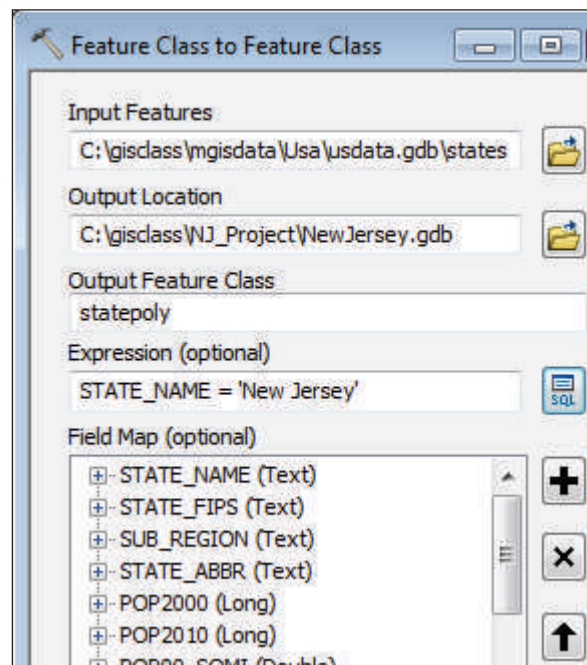 Feature Class to Feature Class
Input Features
C:\gisclass\mgisdata\Usa\usdata.gdb\states
Output Location
C:\gisclass\NJ_Project\NewJersey.gdb
Output Feature Class
statepoly
Expression (optional)
STATE_NAME = 'New Jersey'
SQL
Field Map (optional)
STATE_NAME (Text)
STATE_FIPS (Text)
SUB_REGION (Text)
STATE_ABBR (Text)
POP2000 (Long)
POP2010 (Long)